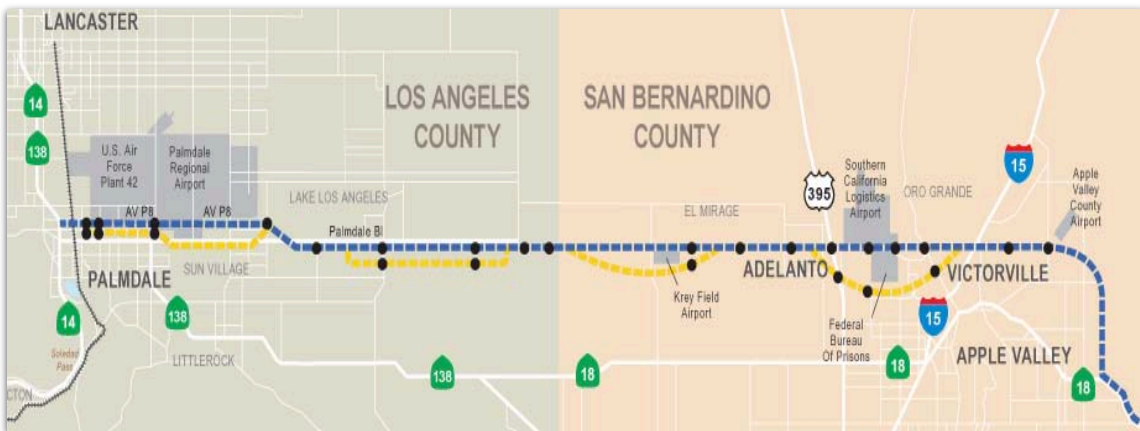 LANCASTER
14
138
U.S. Air
Force
Plant 42
Palmdale
Regional
Airport
AV P8
AV P8
LOS ANGELES
COUNTY
SAN BERNARDINO
COUNTY
LAKE LOS ANGELES
Palmdale Bl
SUN VILLAGE
PALMDALE
14
138
Soledad
Pass
LITTLEROCK
CTON
138
18
EL MIRAGE
Krey Field
Airport
395
Southern
California
Logistics
Airport
ORO GRANDE
15
Apple
Valley
County
Airport
ADELANTO
VICTORVILLE
Federal
Bureau
Of Prisons
15
18
APPLE VALLEY
18